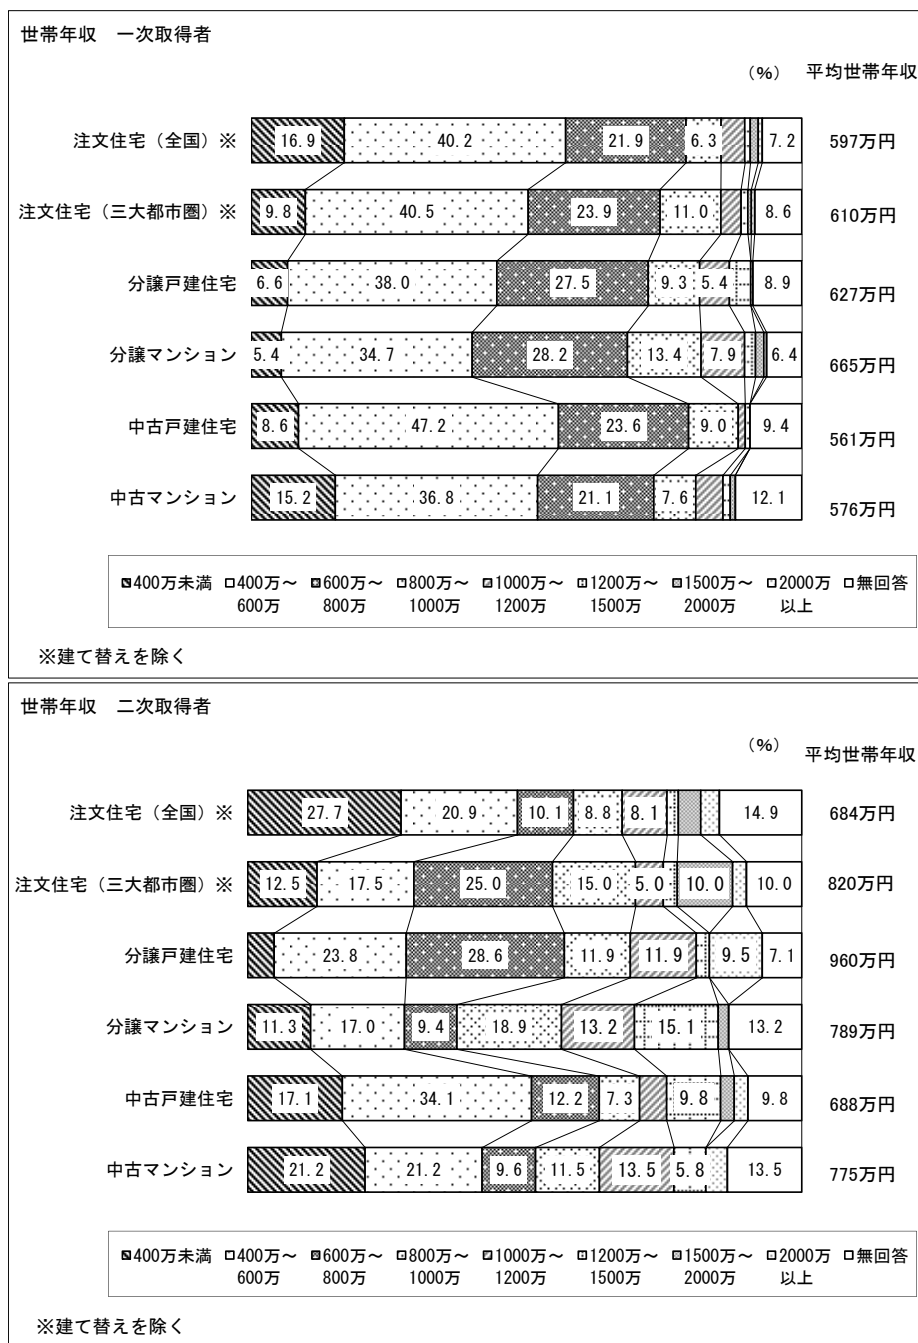 世帯年収　一次取得者
（%）　平均世帯年収
注文住宅（全国）※ 16.9 40.2 21.9 6.3 7.2 597万円
注文住宅（三大都市圏）※ 9.8 40.5 23.9 11.0 8.6 610万円
分譲戸建住宅 6.6 38.0 27.5 9.3 5.4 8.9 627万円
分譲マンション 5.4 34.7 28.2 13.4 7.9 6.4 665万円
中古戸建住宅 8.6 47.2 23.6 9.0 9.4 561万円
中古マンション 15.2 36.8 21.1 7.6 12.1 576万円
400万未満 400万～ 600万～ 800万～ 1000万～ 1200万～ 1500万～ 2000万 無回答
600万 800万 1000万 1200万 1500万 2000万 以上
※建て替えを除く
世帯年収　二次取得者
（%）　平均世帯年収
注文住宅（全国）※ 27.7 20.9 10.1 8.8 8.1 14.9 684万円
注文住宅（三大都市圏）※ 12.5 17.5 25.0 15.0 5.0 10.0 10.0 820万円
分譲戸建住宅 23.8 28.6 11.9 11.9 9.5 7.1 960万円
分譲マンション 11.3 17.0 9.4 18.9 13.2 15.1 13.2 789万円
中古戸建住宅 17.1 34.1 12.2 7.3 9.8 9.8 688万円
中古マンション 21.2 21.2 9.6 11.5 13.5 5.8 13.5 775万円
400万未満 400万～ 600万～ 800万～ 1000万～ 1200万～ 1500万～ 2000万 無回答
600万 800万 1000万 1200万 1500万 2000万 以上
※建て替えを除く